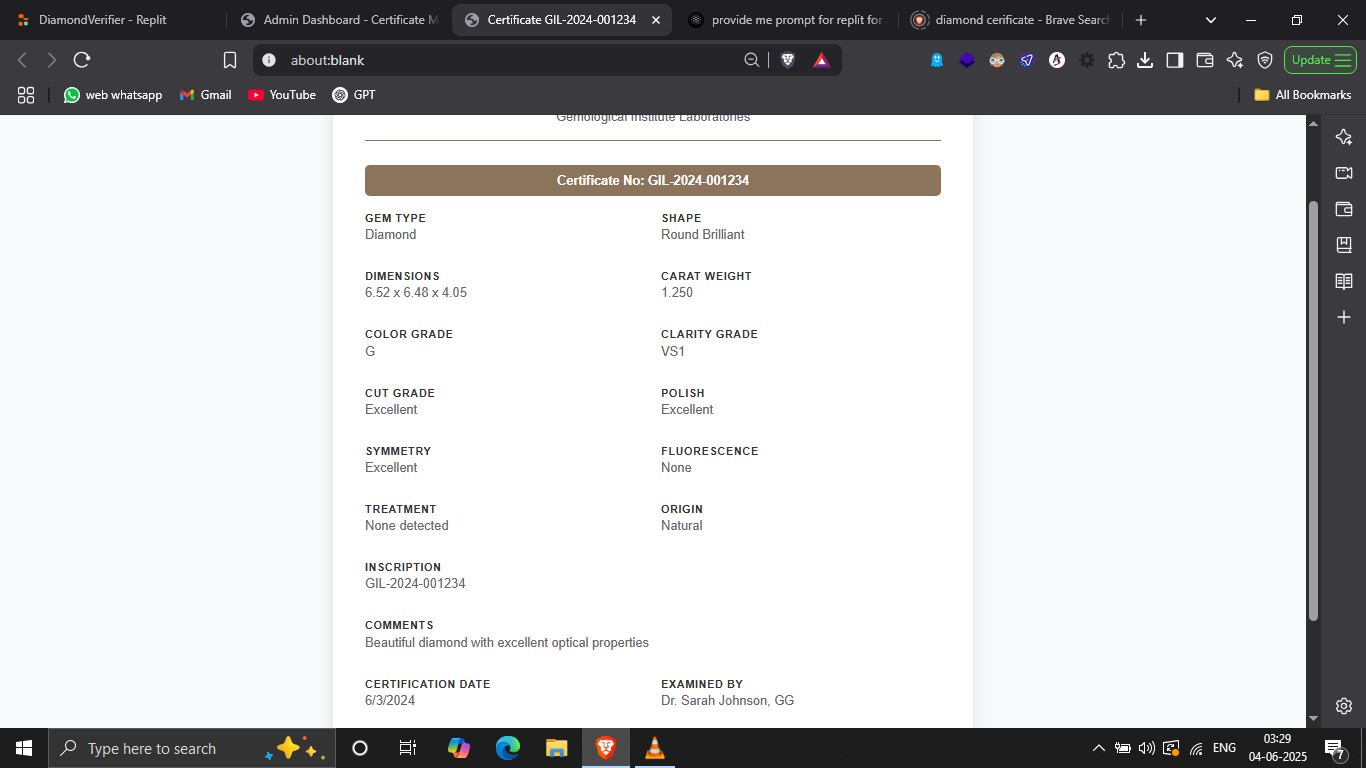 DiamondVerifier - Replit
Admin Dashboard - Certificate M
Certificate GIL-2024-001234
provide me prompt for replit for
diamond cerificate - Brave Search
about:blank
Update
web whatsapp
Gmail
YouTube
GPT
All Bookmarks
Gemological Institute Laboratories
Certificate No: GIL-2024-001234
GEM TYPE
Diamond
SHAPE
Round Brilliant
DIMENSIONS
6.52 x 6.48 x 4.05
CARAT WEIGHT
1.250
COLOR GRADE
G
CLARITY GRADE
VS1
CUT GRADE
Excellent
POLISH
Excellent
SYMMETRY
Excellent
FLUORESCENCE
None
TREATMENT
None detected
ORIGIN
Natural
INSCRIPTION
GIL-2024-001234
COMMENTS
Beautiful diamond with excellent optical properties
CERTIFICATION DATE
6/3/2024
EXAMINED BY
Dr. Sarah Johnson, GG
Type here to search
ENG
03:29
04-06-2025
7